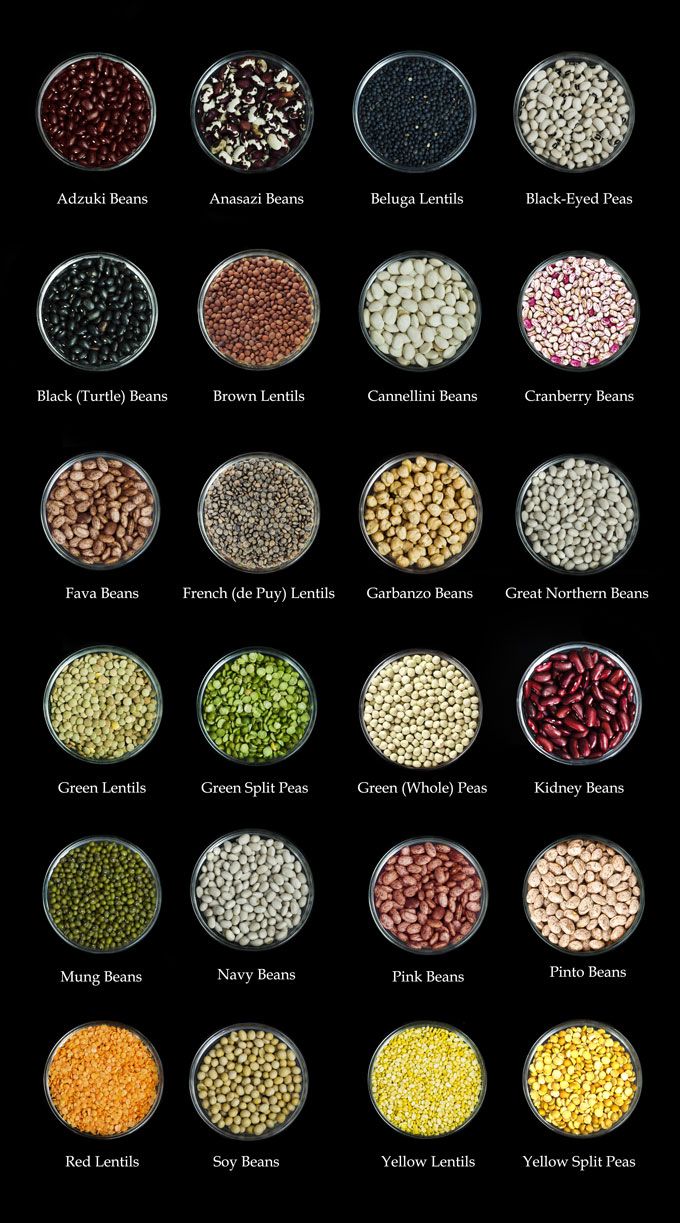 Adzuki Beans
Anasazi Beans
Beluga Lentils
Black-Eyed Peas
Black (Turtle) Beans
Brown Lentils
Cannellini Beans
Cranberry Beans
Fava Beans
French (de Puy) Lentils
Garbanzo Beans
Great Northern Beans
Green Lentils
Green Split Peas
Green (Whole) Peas
Kidney Beans
Mung Beans
Navy Beans
Pink Beans
Pinto Beans
Red Lentils
Soy Beans
Yellow Lentils
Yellow Split Peas